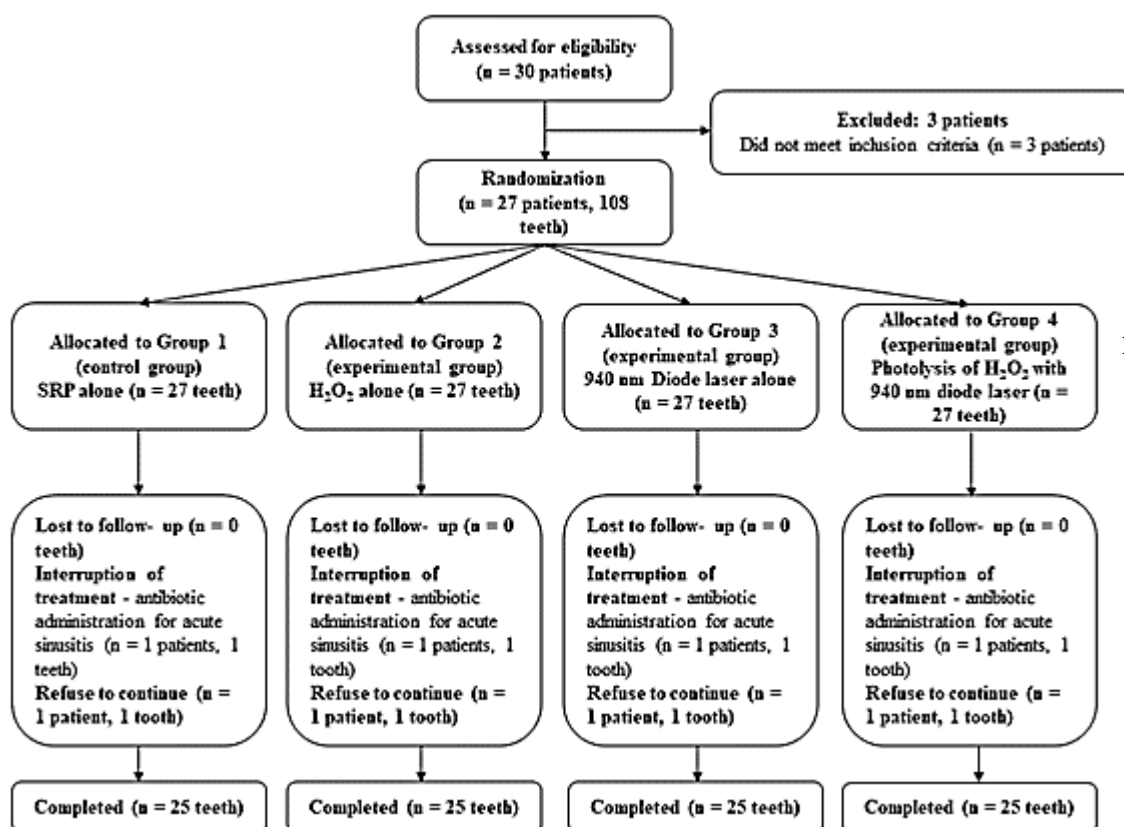 Assessed for eligibility
(n = 30 patients)
Excluded: 3 patients
Did not meet inclusion criteria (n = 3 patients)
Randomization
(n = 27 patients, 108
teeth)
Allocated to Group 1
(control group)
SRP alone (n = 27 teeth)
Allocated to Group 2
(experimental group)
H₂O₂ alone (n = 27 teeth)
Allocated to Group 3
(experimental group)
940 nm Diode laser alone
(n = 27 teeth)
Allocated to Group 4
(experimental group)
Photolysis of H₂O₂ with
940 nm diode laser (n =
27 teeth)
Lost to follow- up (n = 0
teeth)
Interruption of
treatment - antibiotic
administration for acute
sinusitis (n = 1 patients, 1
teeth)
Refuse to continue (n =
1 patient, 1 tooth)
Lost to follow- up (n = 0
teeth)
Interruption of
treatment - antibiotic
administration for acute
sinusitis (n = 1 patients, 1
tooth)
Refuse to continue (n =
1 patient, 1 tooth)
Lost to follow- up (n = 0
teeth)
Interruption of
treatment - antibiotic
administration for acute
sinusitis (n = 1 patients, 1
tooth)
Refuse to continue (n =
1 patient, 1 tooth)
Lost to follow- up (n = 0
teeth)
Interruption of
treatment - antibiotic
administration for acute
sinusitis (n = 1 patients, 1
tooth)
Refuse to continue (n =
1 patient, 1 tooth)
Completed (n = 25 teeth)
Completed (n = 25 teeth)
Completed (n = 25 teeth)
Completed (n = 25 teeth)